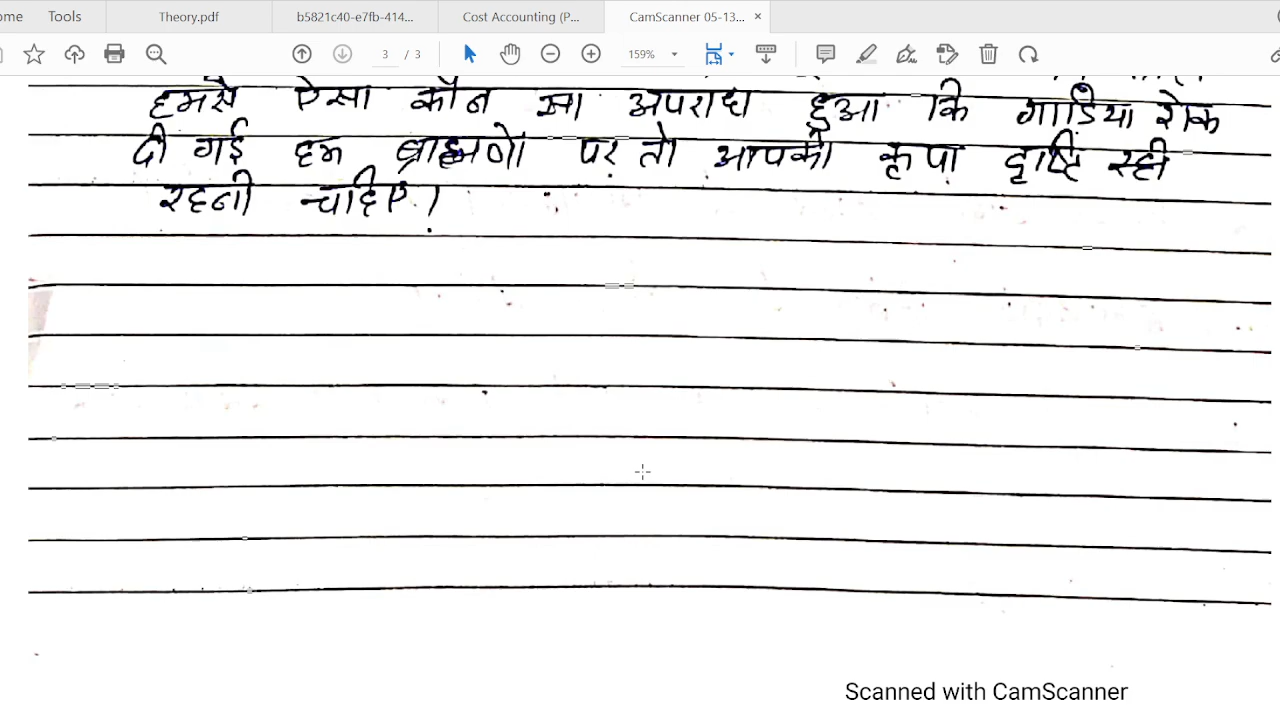 ome Tools Theory.pdf b5821c40-e7fb-414... Cost Accounting (P... CamScanner 05-13... ×
3 / 3 159%
हमसे ऐसा कौन सा अपराध हुआ कि गाडिया रोक
दी गई हम ब्राह्मणों पर तो आपकी कृपा दृष्टि
रहनी चाहिए।
Scanned with CamScanner